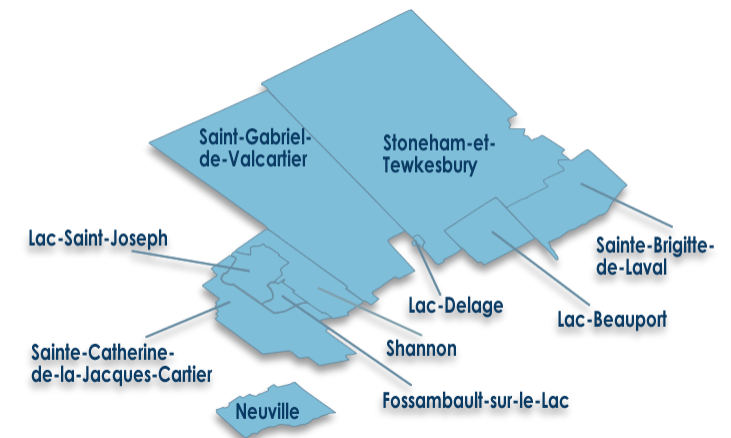 Saint-Gabriel-
de-Valcartier
Stoneham-et-
Tewkesbury
Lac-Saint-Joseph
Sainte-Brigitte-
de-Laval
Lac-Delage
Lac-Beauport
Shannon
Sainte-Catherine-
de-la-Jacques-Cartier
Fossambault-sur-le-Lac
Neuville